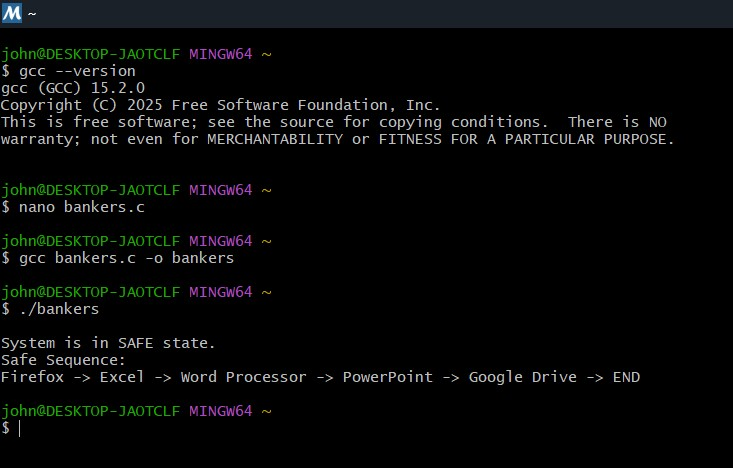 M ~
john@DESKTOP-JAOTCLF MINGW64 ~
$ gcc --version
gcc (GCC) 15.2.0
Copyright (C) 2025 Free Software Foundation, Inc.
This is free software; see the source for copying conditions.  There is NO
warranty; not even for MERCHANTABILITY or FITNESS FOR A PARTICULAR PURPOSE.
john@DESKTOP-JAOTCLF MINGW64 ~
$ nano bankers.c
john@DESKTOP-JAOTCLF MINGW64 ~
$ gcc bankers.c -o bankers
john@DESKTOP-JAOTCLF MINGW64 ~
$ ./bankers
System is in SAFE state.
Safe Sequence:
Firefox -> Excel -> Word Processor -> PowerPoint -> Google Drive -> END
john@DESKTOP-JAOTCLF MINGW64 ~
$